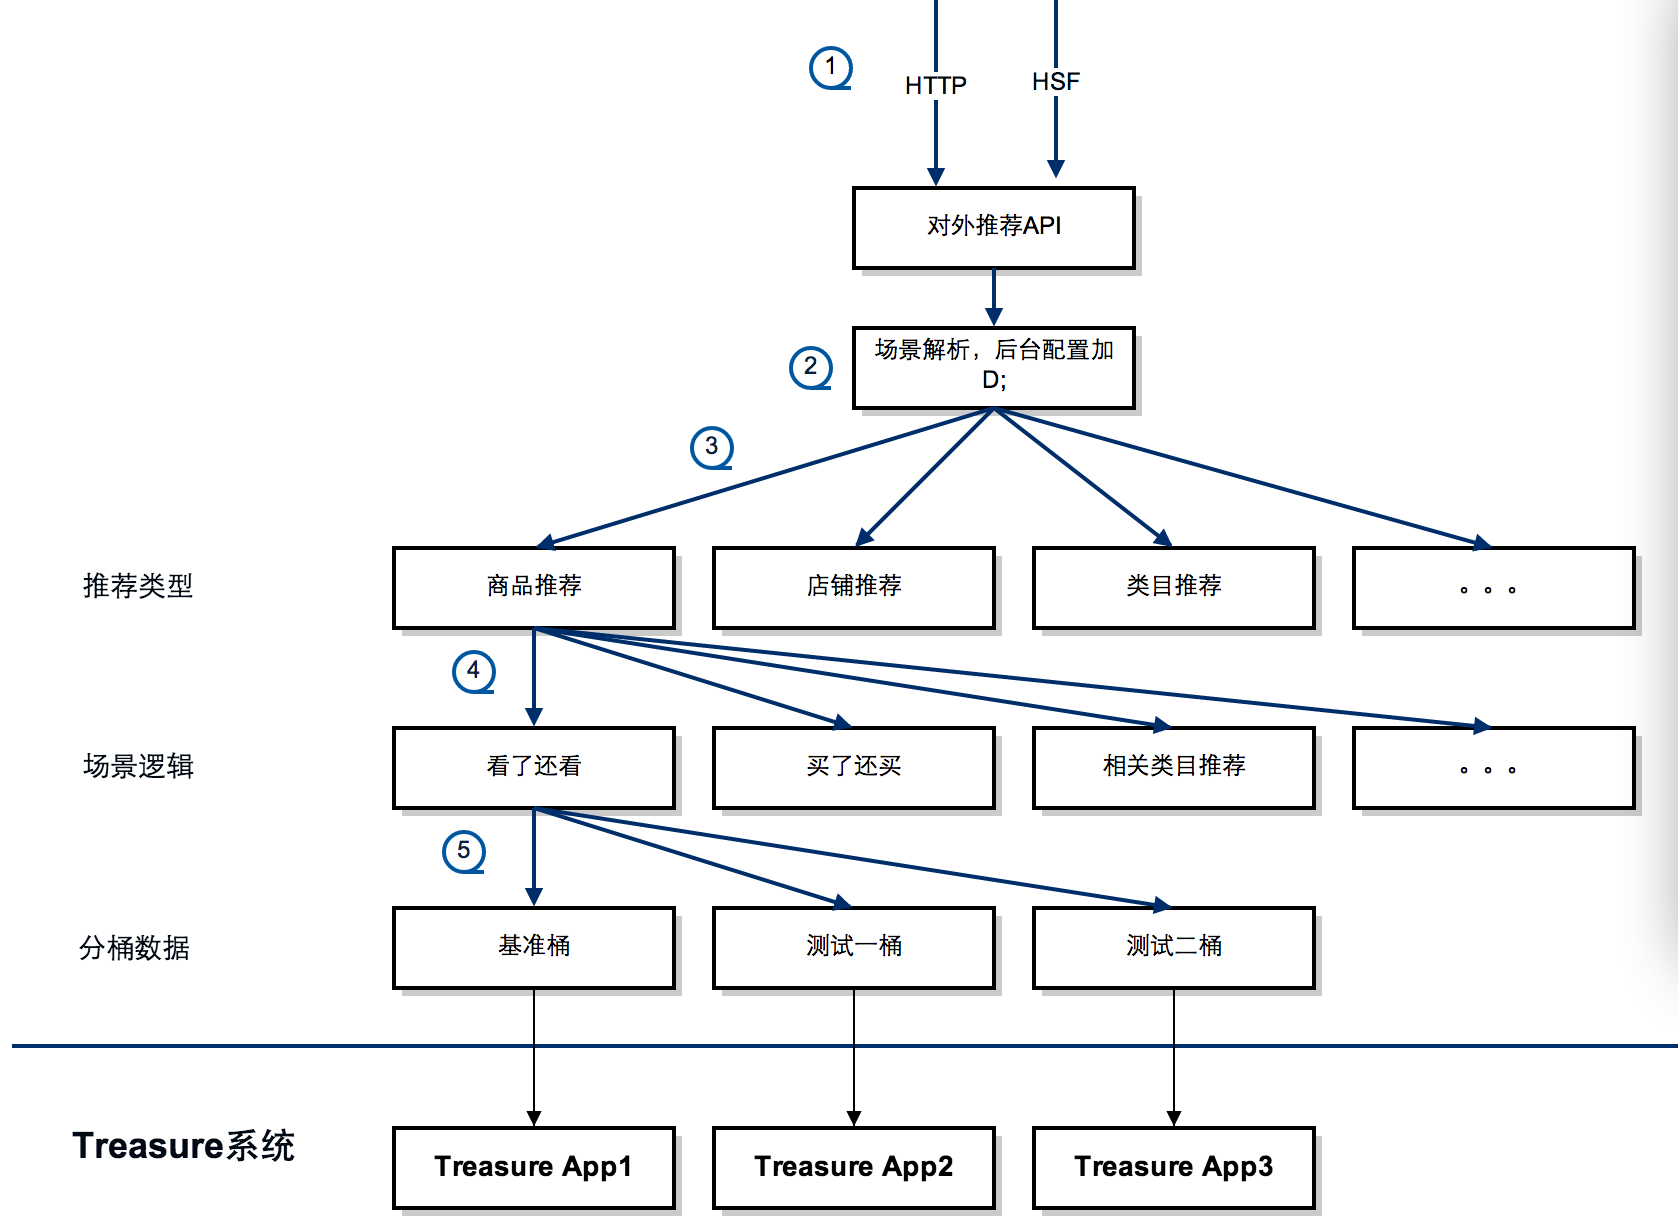 1
HTTP
HSF
对外推荐API
2
场景解析，后台配置加
D;
3
推荐类型
商品推荐
店铺推荐
类目推荐
。。。
4
场景逻辑
看了还看
买了还买
相关类目推荐
。。。
5
分桶数据
基准桶
测试一桶
测试二桶
Treasure系统
Treasure App1
Treasure App2
Treasure App3